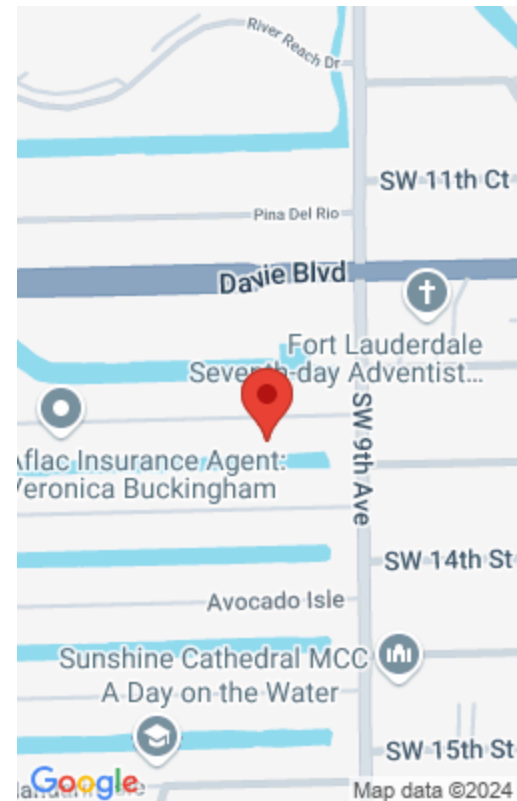 River Reach Dr
SW 11th Ct
Pina Del Rio
Davie Blvd
Fort Lauderdale
Seventh-day Adventist...
Aflac Insurance Agent:
Veronica Buckingham
SW 9th Ave
SW 14th St
Avocado Isle
Sunshine Cathedral MCC
A Day on the Water
SW 15th St
Google
Map data ©2024